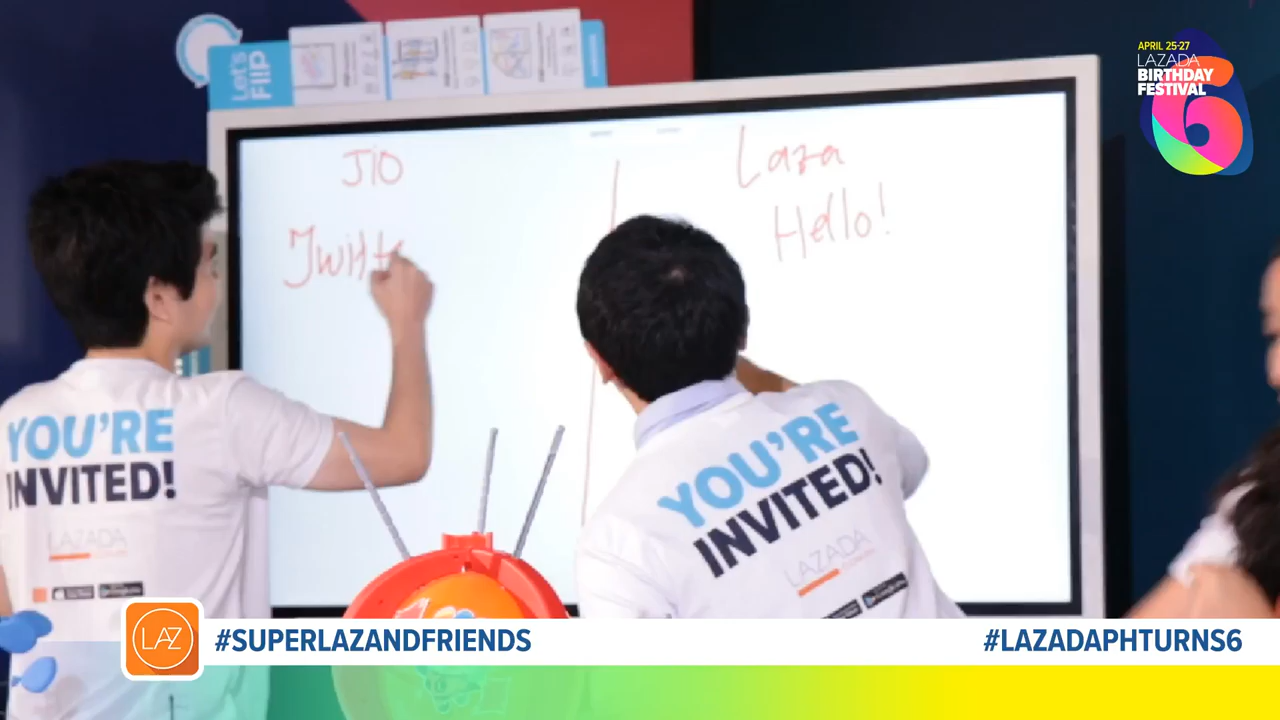 APRIL 25-27
LAZADA
BIRTHDAY
FESTIVAL
6
Let's
FlIP
JiO
Twitt
Laza
Hello!
YOU'RE
INVITED!
LAZADA
YOU'RE
INVITED!
LAZADA
LAZ
#SUPERLAZANDFRIENDS
#LAZADAPHTURNS6